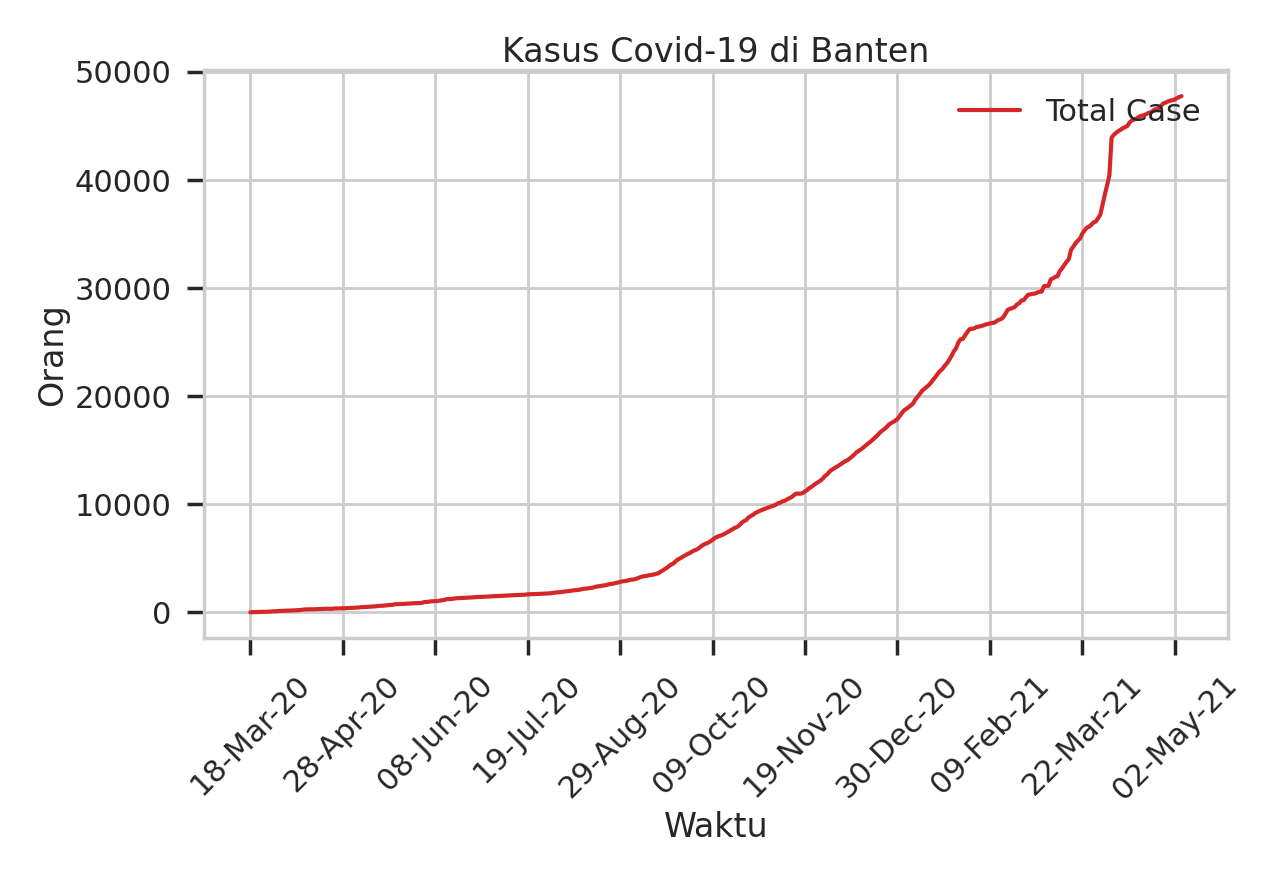 Kasus Covid-19 di Banten
50000
40000
30000
20000
10000
0
Orang
Total Case
18-Mar-20
28-Apr-20
08-Jun-20
19-Jul-20
29-Aug-20
09-Oct-20
19-Nov-20
30-Dec-20
09-Feb-21
22-Mar-21
02-May-21
Waktu